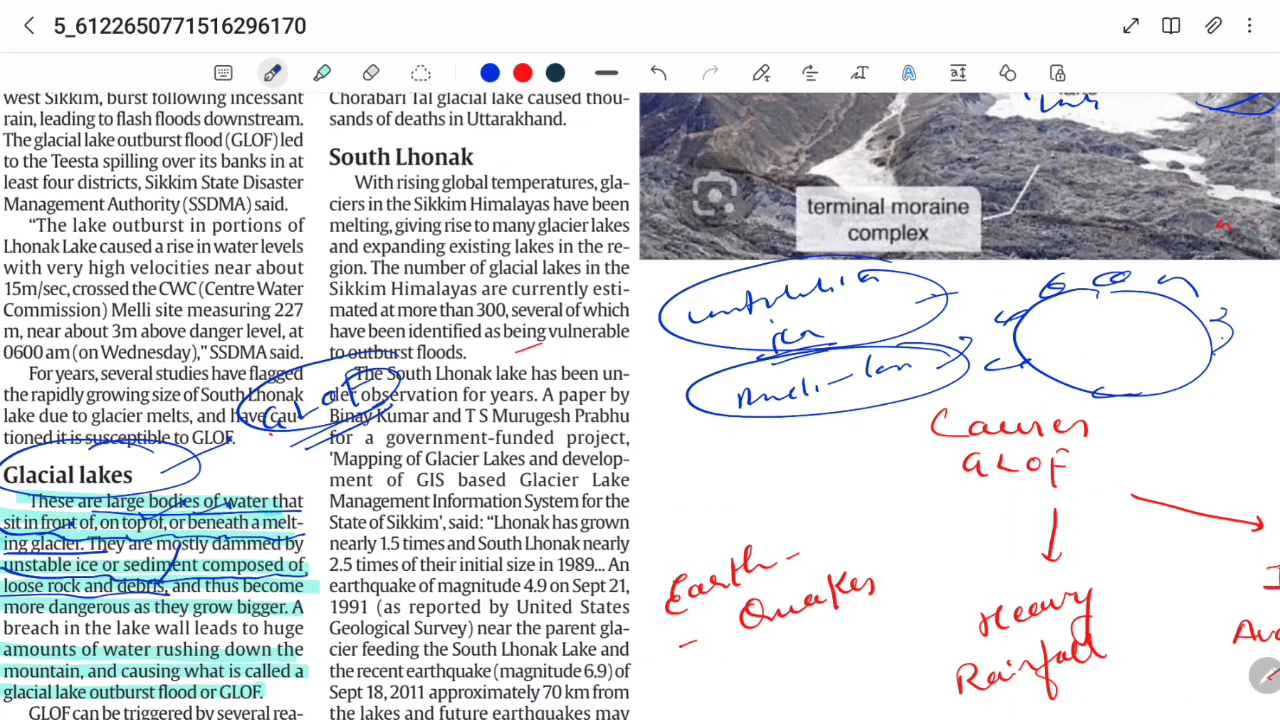 5_6122650771516296170
west Sikkim, burst following incessant
rain, leading to flash floods downstream.
The glacial lake outburst flood (GLOF) led
to the Teesta spilling over its banks in at
least four districts, Sikkim State Disaster
Management Authority (SSDMA) said.
“The lake outburst in portions of
Lhonak Lake caused a rise in water levels
with very high velocities near about
15m/sec, crossed the CWC (Centre Water
Commission) Melli site measuring 227
m, near about 3m above danger level, at
0600 am (on Wednesday),” SSDMA said.
For years, several studies have flagged
the rapidly growing size of South Lhonak
lake due to glacier melts, and have cau-
tioned it is susceptible to GLOF.
GLOF
Glacial lakes
These are large bodies of water that
sit in front of, on top of, or beneath a melt-
ing glacier. They are mostly dammed by
unstable ice or sediment composed of
loose rock and debris, and thus become
more dangerous as they grow bigger. A
breach in the lake wall leads to huge
amounts of water rushing down the
mountain, and causing what is called a
glacial lake outburst flood or GLOF.
GLOF can be triggered by several rea-
Chorabari Tal glacial lake caused thou-
sands of deaths in Uttarakhand.
South Lhonak
With rising global temperatures, gla-
ciers in the Sikkim Himalayas have been
melting, giving rise to many glacier lakes
and expanding existing lakes in the re-
gion. The number of glacial lakes in the
Sikkim Himalayas are currently esti-
mated at more than 300, several of which
have been identified as being vulnerable
to outburst floods.
The South Lhonak lake has been un-
der observation for years. A paper by
Binay Kumar and T S Murugesh Prabhu
for a government-funded project,
'Mapping of Glacier Lakes and develop-
ment of GIS based Glacier Lake
Management Information System for the
State of Sikkim', said: “Lhonak has grown
nearly 1.5 times and South Lhonak nearly
2.5 times of their initial size in 1989... An
earthquake of magnitude 4.9 on Sept 21,
1991 (as reported by United States
Geological Survey) near the parent gla-
cier feeding the South Lhonak Lake and
the recent earthquake (magnitude 6.9) of
Sept 18, 2011 approximately 70 km from
the lakes and future earthquakes may
terminal moraine
complex
Causes
GLOF
Earth-
Quakes
Heavy
Rainfall